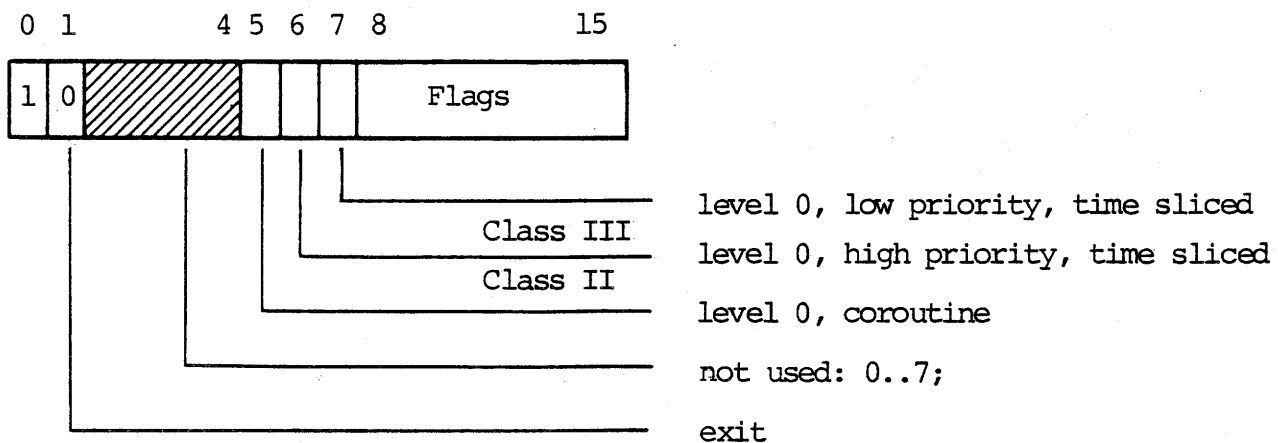 0 1 4 5 6 7 8 15
1 0 Flags
level 0, low priority, time sliced
Class III
level 0, high priority, time sliced
Class II
level 0, coroutine
not used: 0..7;
exit